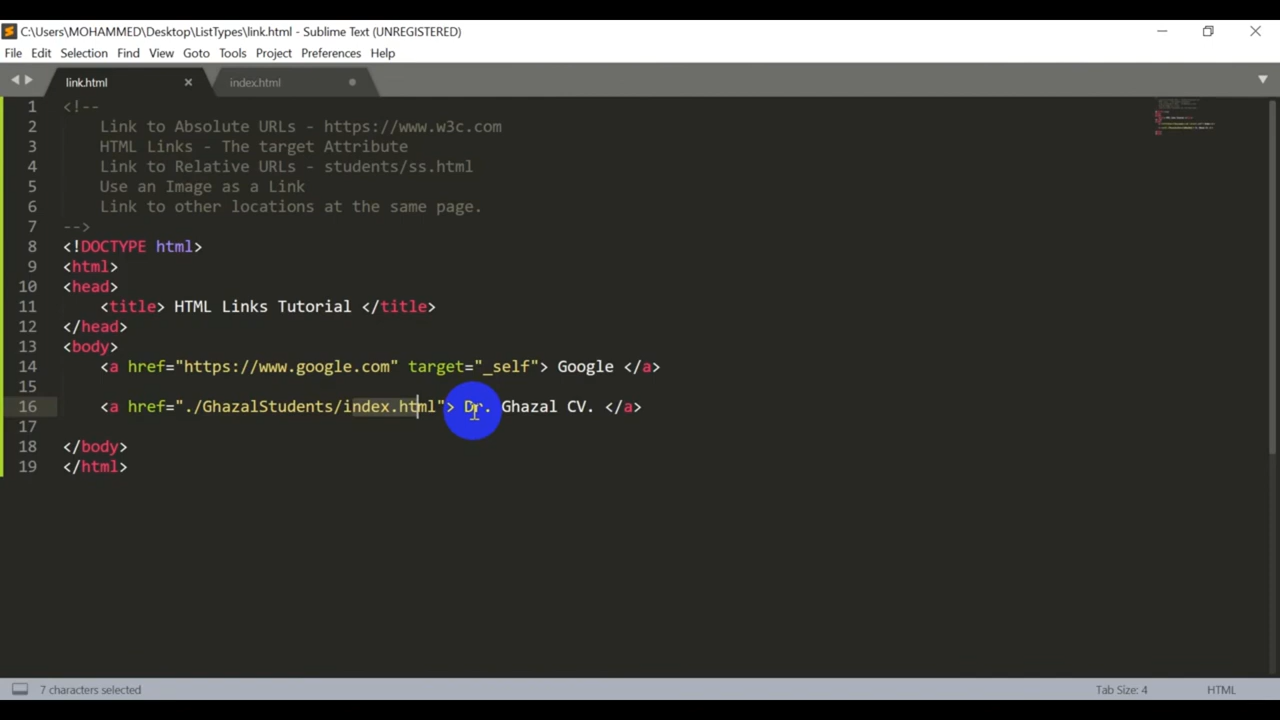 C:\Users\MOHAMMED\Desktop\ListTypes\link.html - Sublime Text (UNREGISTERED)
File Edit Selection Find View Goto Tools Project Preferences Help
link.html index.html
1 <!--
2 Link to Absolute URLs - https://www.w3c.com
3 HTML Links - The target Attribute
4 Link to Relative URLs - students/ss.html
5 Use an Image as a Link
6 Link to other locations at the same page.
7 -->
8 <!DOCTYPE html>
9 <html>
10 <head>
11 <title> HTML Links Tutorial </title>
12 </head>
13 <body>
14 <a href="https://www.google.com" target="_self"> Google </a>
15
16 <a href="./GhazalStudents/index.html"> Dr. Ghazal CV. </a>
17
18 </body>
19 </html>
7 characters selected Tab Size: 4 HTML